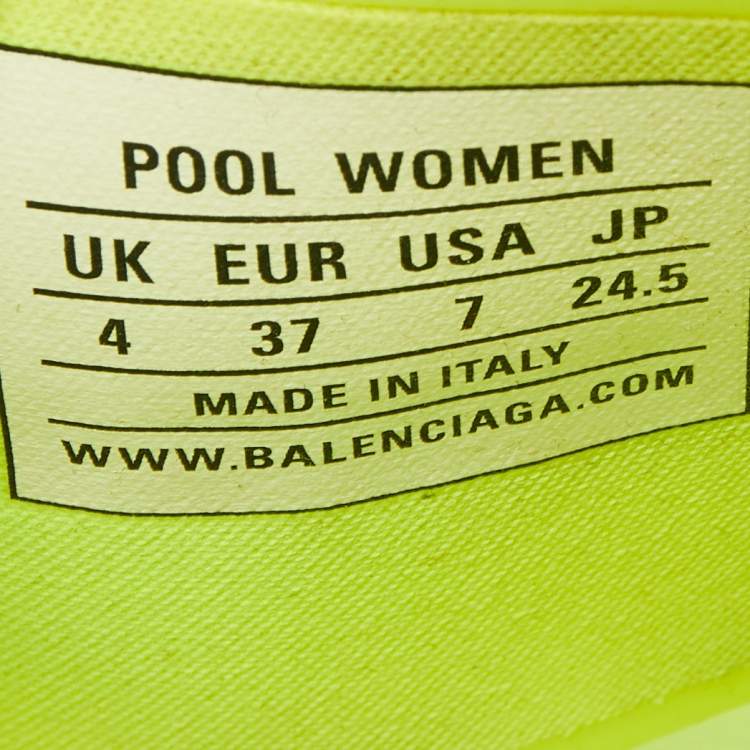 POOL WOMEN
UK EUR USA JP
4 37 7 24.5
MADE IN ITALY
WWW.BALENCIAGA.COM